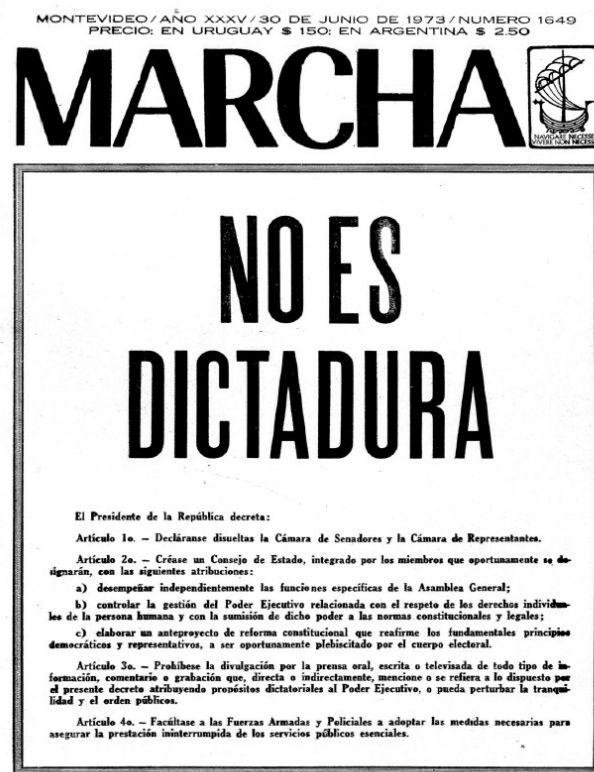 MONTEVIDEO/AÑO XXXV/30 DE JUNIO DE 1973/NUMERO 1649
PRECIO: EN URUGUAY $ 150: EN ARGENTINA $ 2.50
MARCHA
NAVIGARE NECESSE
VIVERE NON NECESSE
NO ES
DICTADURA
El Presidente de la República decreta:
Artículo 1o. — Decláranse disueltas la Cámara de Senadores y la Cámara de Representantes.
Artículo 2o. — Créase un Consejo de Estado, integrado por los miembros que oportunamente se de-
signarán, con las siguientes atribuciones:
a) desempeñar independientemente las funciones específicas de la Asamblea General;
b) controlar la gestión del Poder Ejecutivo relacionada con el respeto de los derechos individua-
les de la persona humana y con la sumisión de dicho poder a las normas constitucionales y legales;
c) elaborar un anteproyecto de reforma constitucional que reafirme los fundamentales principios
democráticos y representativos, a ser oportunamente plebiscitado por el cuerpo electoral.
Artículo 3o. — Prohíbese la divulgación por la prensa oral, escrita o televisada de todo tipo de in-
formación, comentario o grabación que, directa o indirectamente, mencione o se refiera a lo dispuesto por
el presente decreto atribuyendo propósitos dictatoriales al Poder Ejecutivo, o pueda perturbar la tranqui-
lidad y el orden públicos.
Artículo 4o. — Facúltase a las Fuerzas Armadas y Policiales a adoptar las medidas necesarias para
asegurar la prestación ininterrumpida de los servicios públicos esenciales.